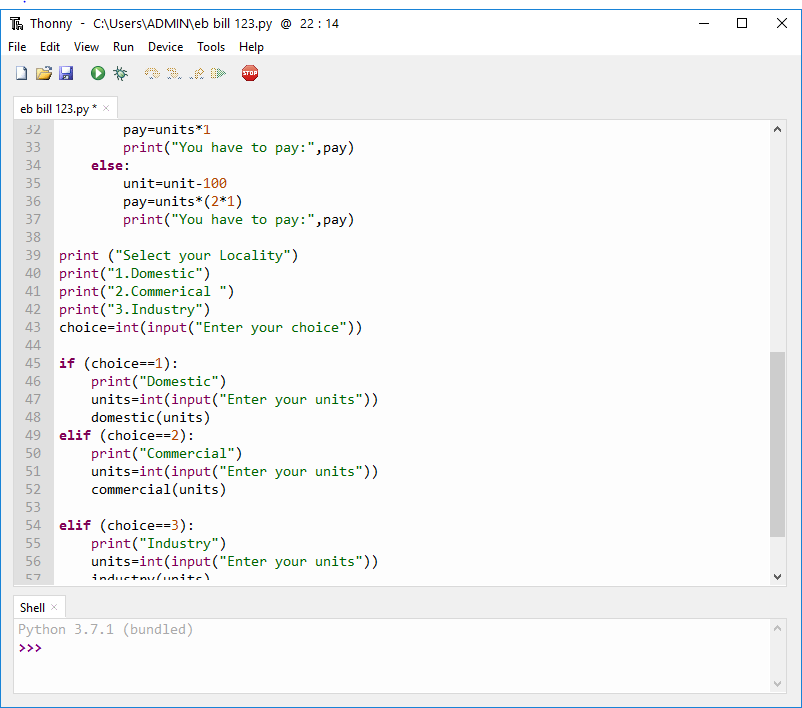 Thonny - C:\Users\ADMIN\eb bill 123.py @ 22 : 14
File Edit View Run Device Tools Help
STOP
eb bill 123.py * ×
32         pay=units*1
33         print("You have to pay:",pay)
34     else:
35         unit=unit-100
36         pay=units*(2*1)
37         print("You have to pay:",pay)
38
39 print ("Select your Locality")
40 print("1.Domestic")
41 print("2.Commerical ")
42 print("3.Industry")
43 choice=int(input("Enter your choice"))
44
45 if (choice==1):
46     print("Domestic")
47     units=int(input("Enter your units"))
48     domestic(units)
49 elif (choice==2):
50     print("Commercial")
51     units=int(input("Enter your units"))
52     commercial(units)
53
54 elif (choice==3):
55     print("Industry")
56     units=int(input("Enter your units"))
57     industry(units)
Shell ×
Python 3.7.1 (bundled)
>>>